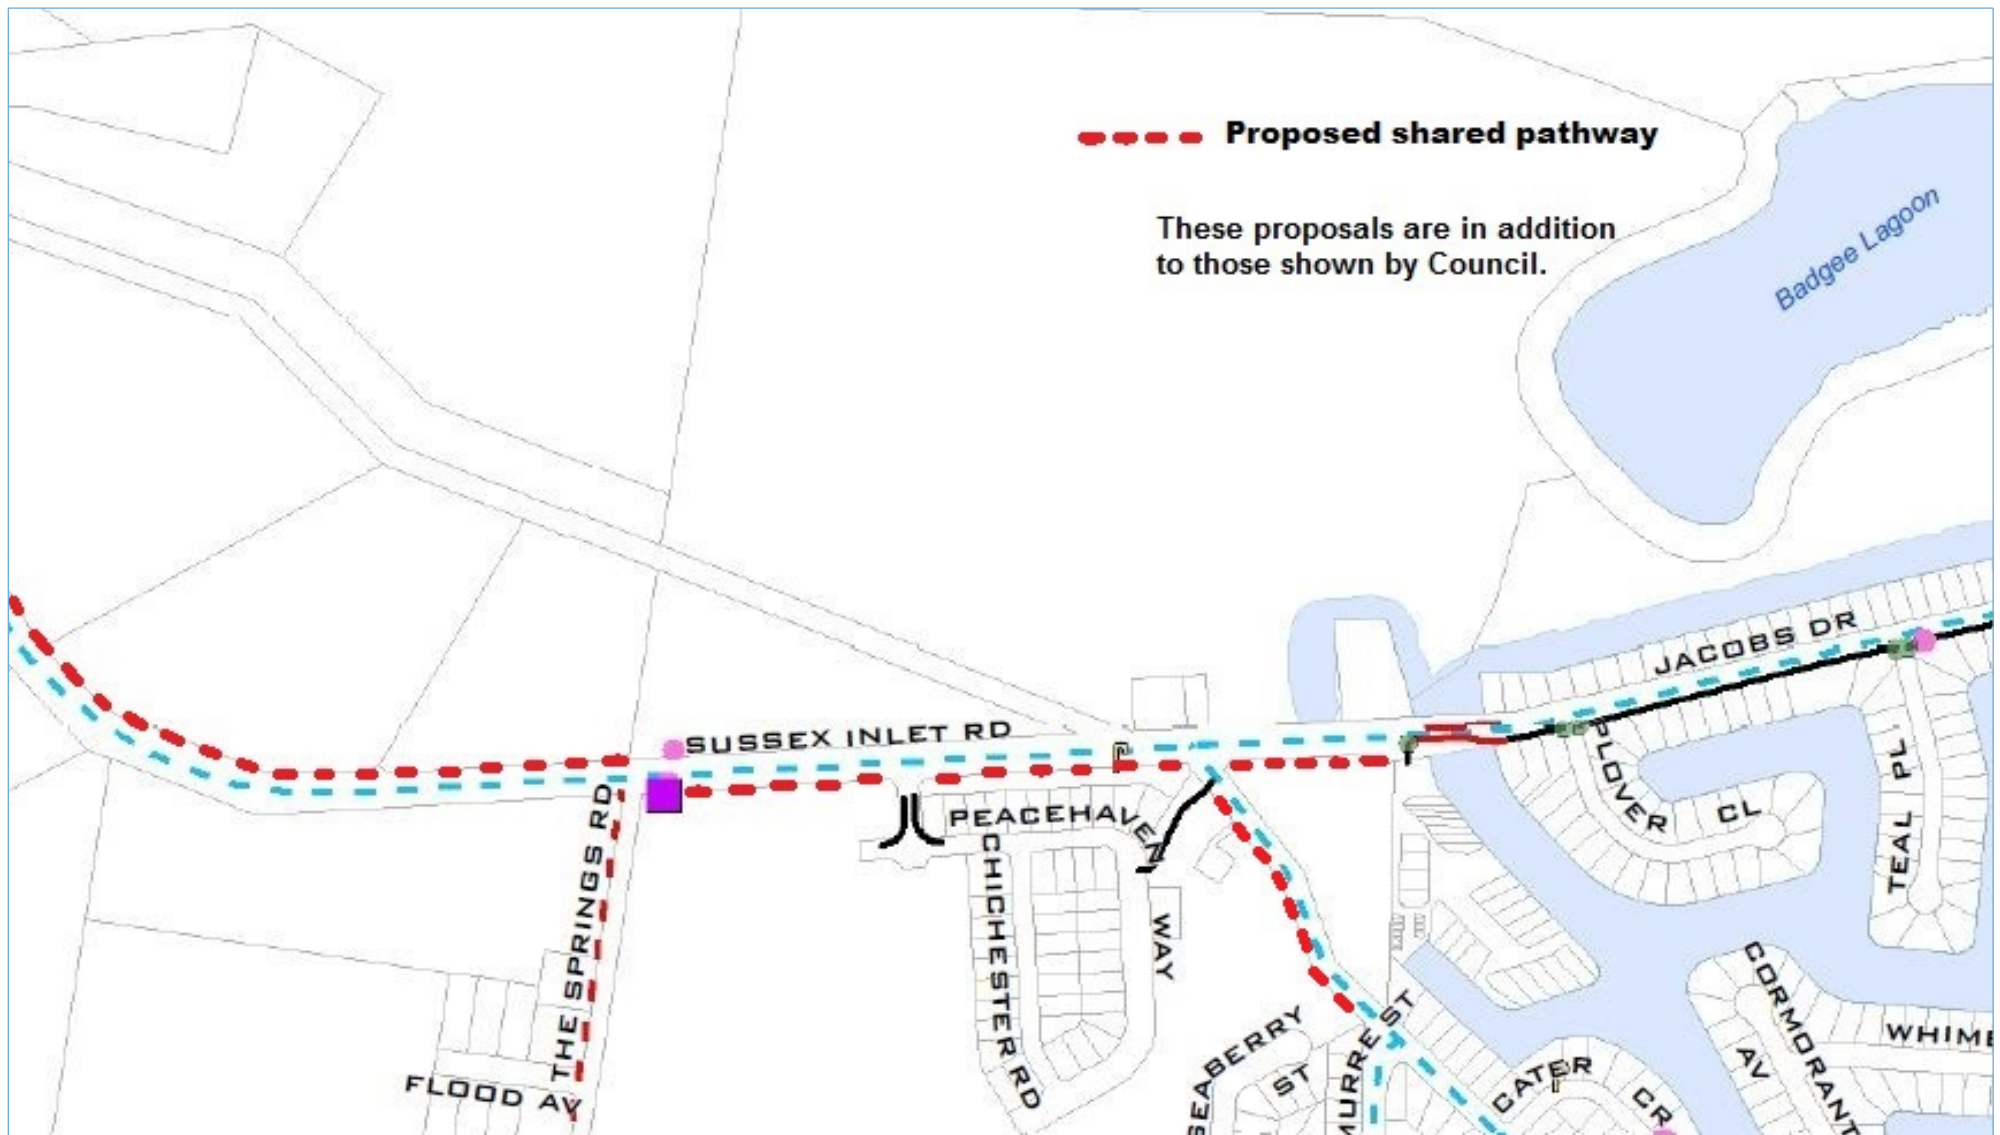 Proposed shared pathway
These proposals are in addition
to those shown by Council.
Badgee Lagoon
JACOBS DR
SUSSEX INLET RD
PLOVER CL
TEAL PL
PEACEHAVEN WAY
CHICHESTER RD
THE SPRINGS RD
FLOOD AV
SEABERRY ST
MURRE ST
CATER CR
CORMORANT AV
WHIM